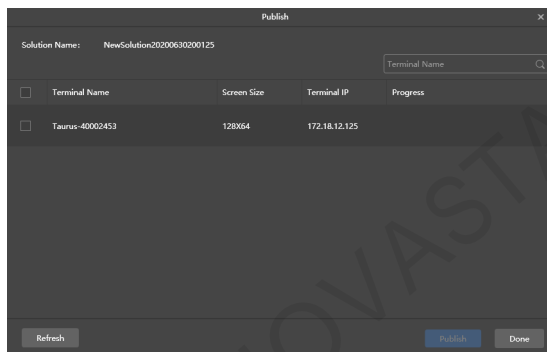 Publish
Solution Name: NewSolution20200630200125
Terminal Name
Terminal Name Screen Size Terminal IP Progress
Taurus-40002453 128X64 172.18.12.125
NOVASTA
Refresh Publish Done